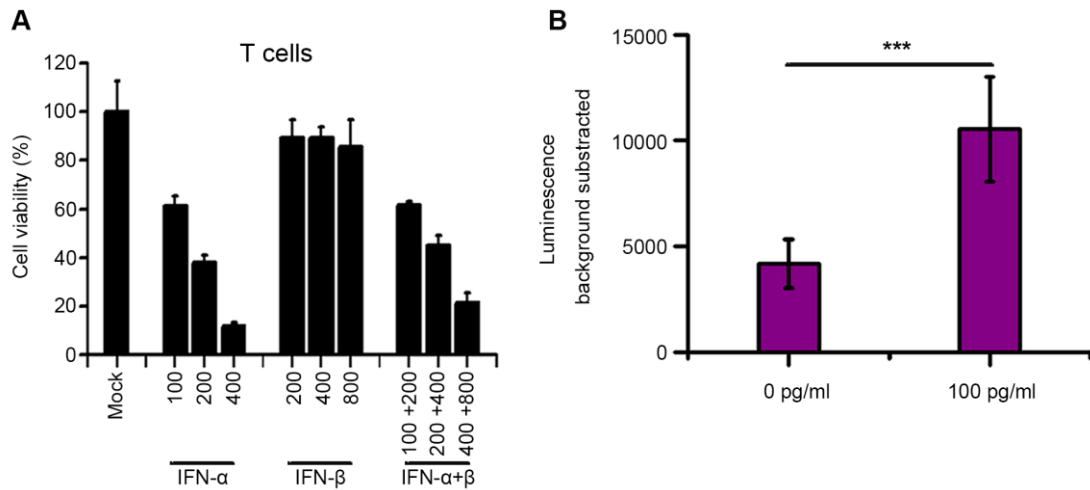 A
T cells
Cell viability (%)
120
100
80
60
40
20
0
Mock
100
200
400
200
400
800
100 +200
200 +400
400 +800
IFN-α
IFN-β
IFN-α+β
B
Luminescence
background substracted
15000
10000
5000
0
***
0 pg/ml
100 pg/ml